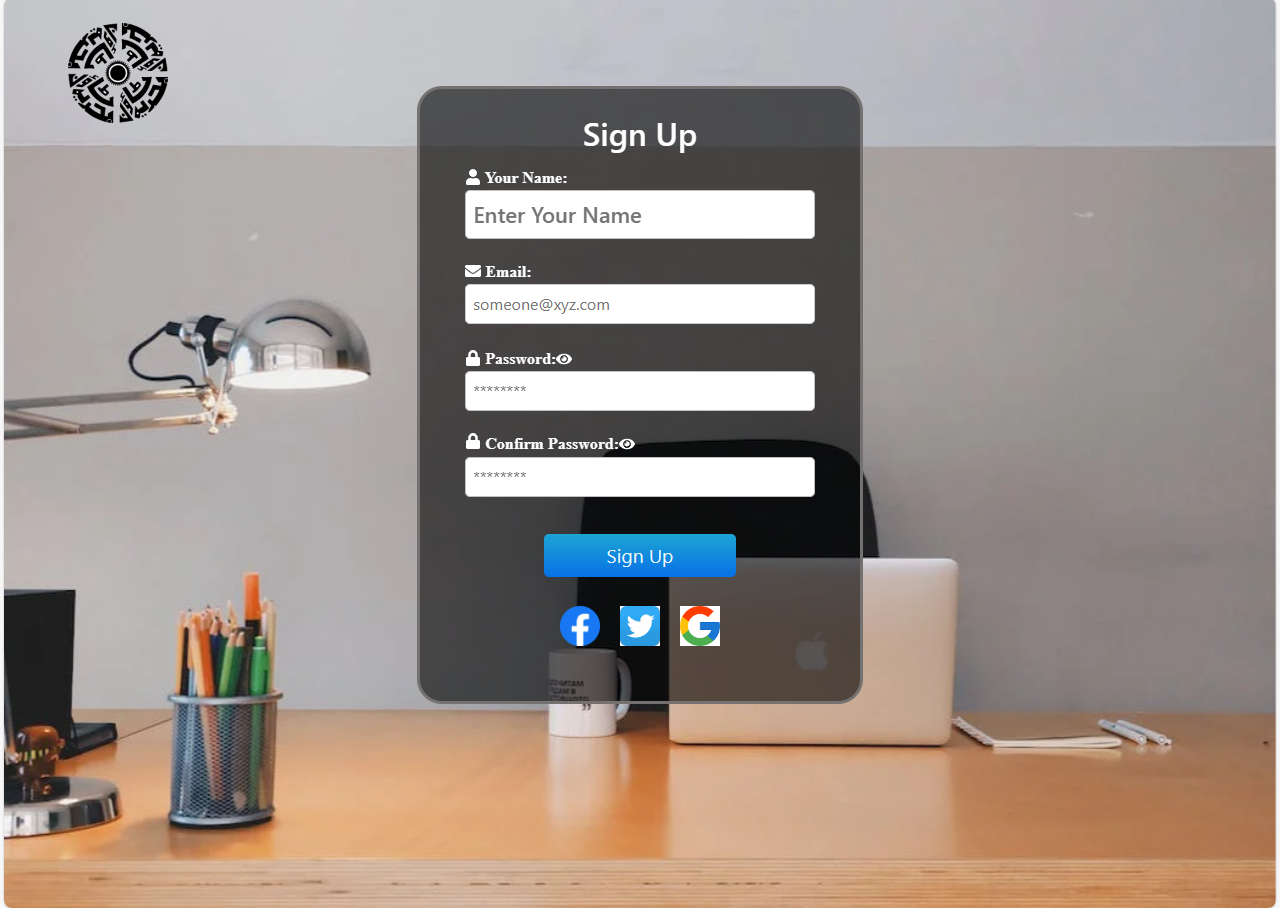 Sign Up
Your Name:
Enter Your Name
Email:
someone@xyz.com
Password:
********
Confirm Password:
********
Sign Up